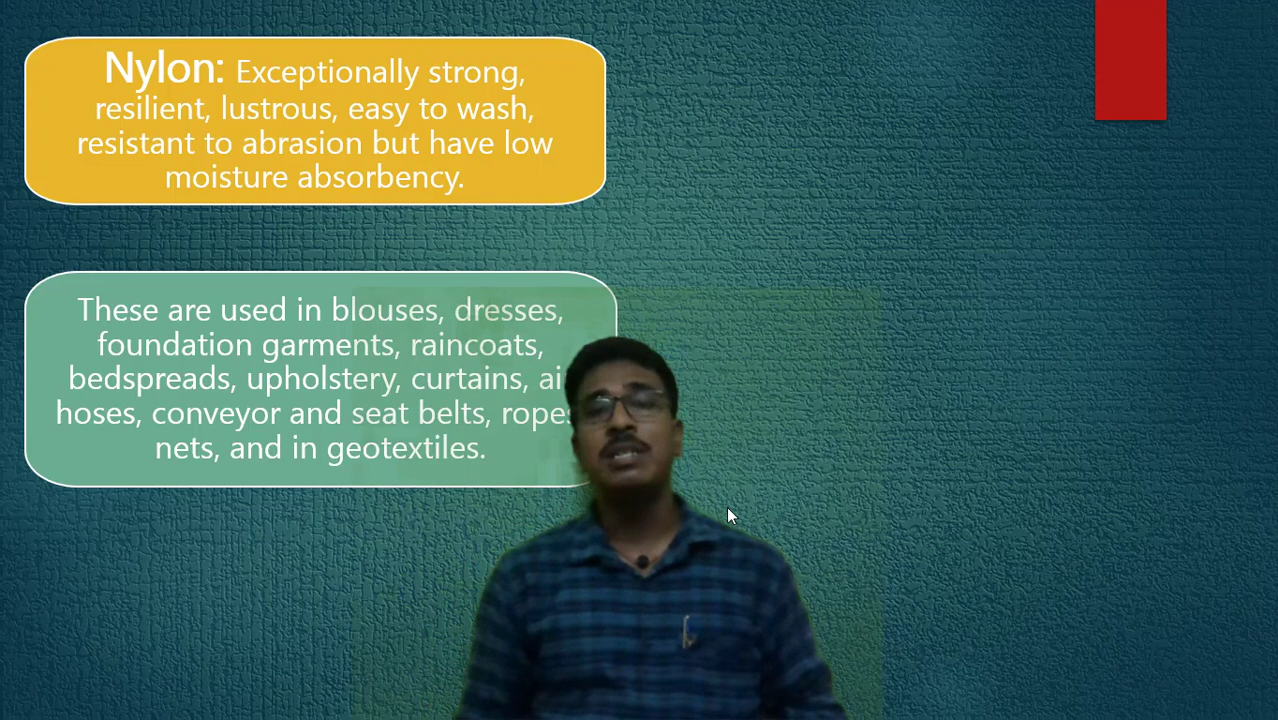 Nylon: Exceptionally strong,
resilient, lustrous, easy to wash,
resistant to abrasion but have low
moisture absorbency.
These are used in blouses, dresses,
foundation garments, raincoats,
bedspreads, upholstery, curtains,
hoses, conveyor and seat belts, ropes
nets, and in geotextiles.